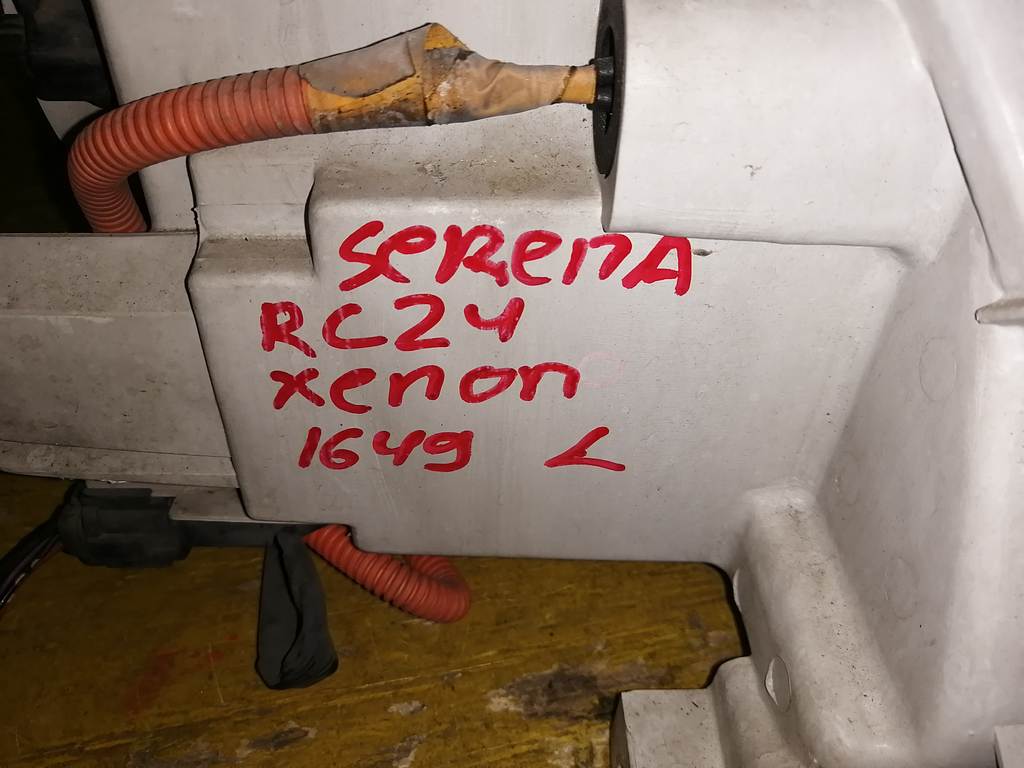 SeRenA
RC24
xenon
1649 L